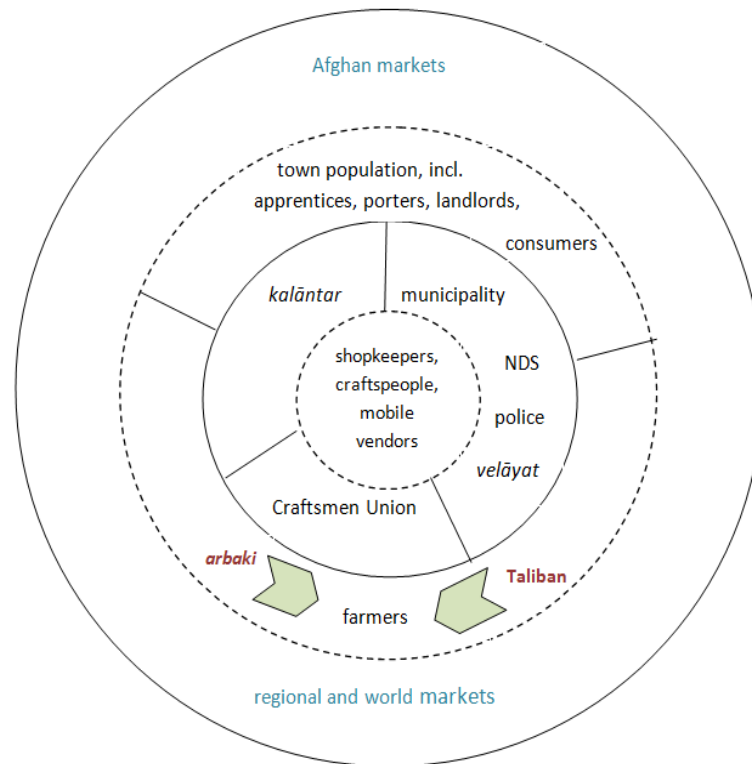 Afghan markets
town population, incl.
apprentices, porters, landlords,
consumers
kalāntar
municipality
shopkeepers,
craftspeople,
mobile
vendors
NDS
police
velāyat
Craftsmen Union
arbaki
Taliban
farmers
regional and world markets